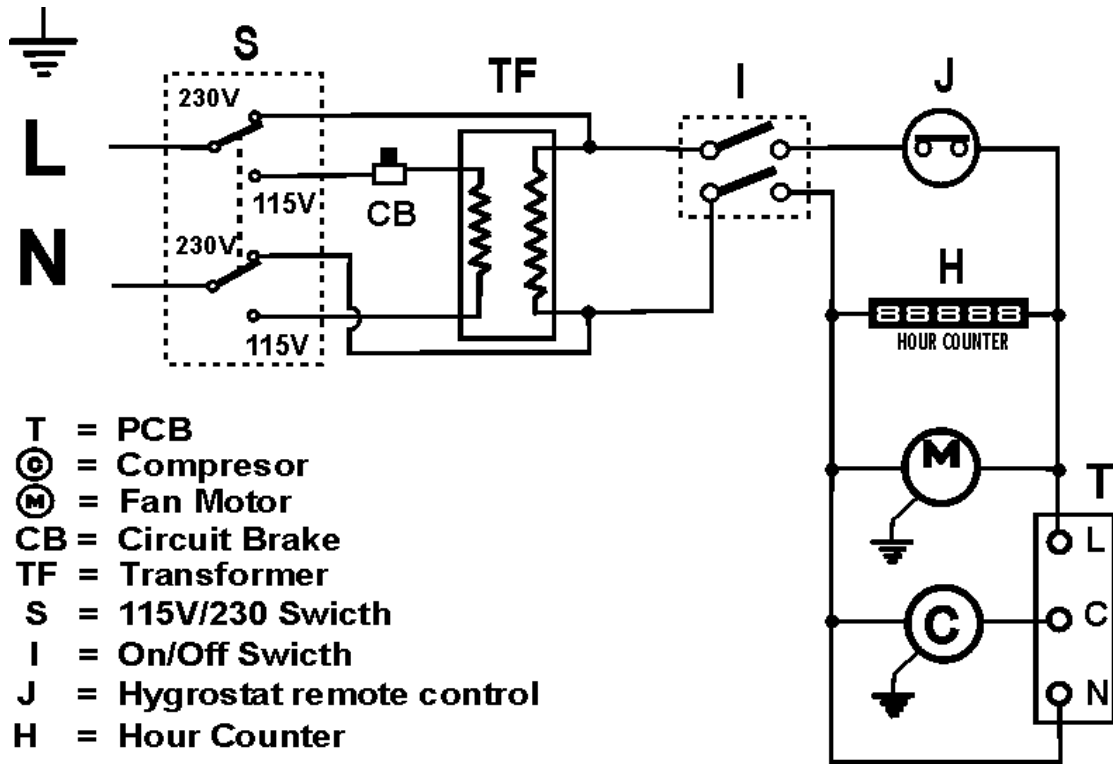 S
TF
I
J
230V
L
115V
CB
N
230V
115V
H
88888
HOUR COUNTER
M
T
L
C
C
N
T = PCB
C = Compresor
M = Fan Motor
CB = Circuit Brake
TF = Transformer
S = 115V/230 Swicth
I = On/Off Swicth
J = Hygrostat remote control
H = Hour Counter